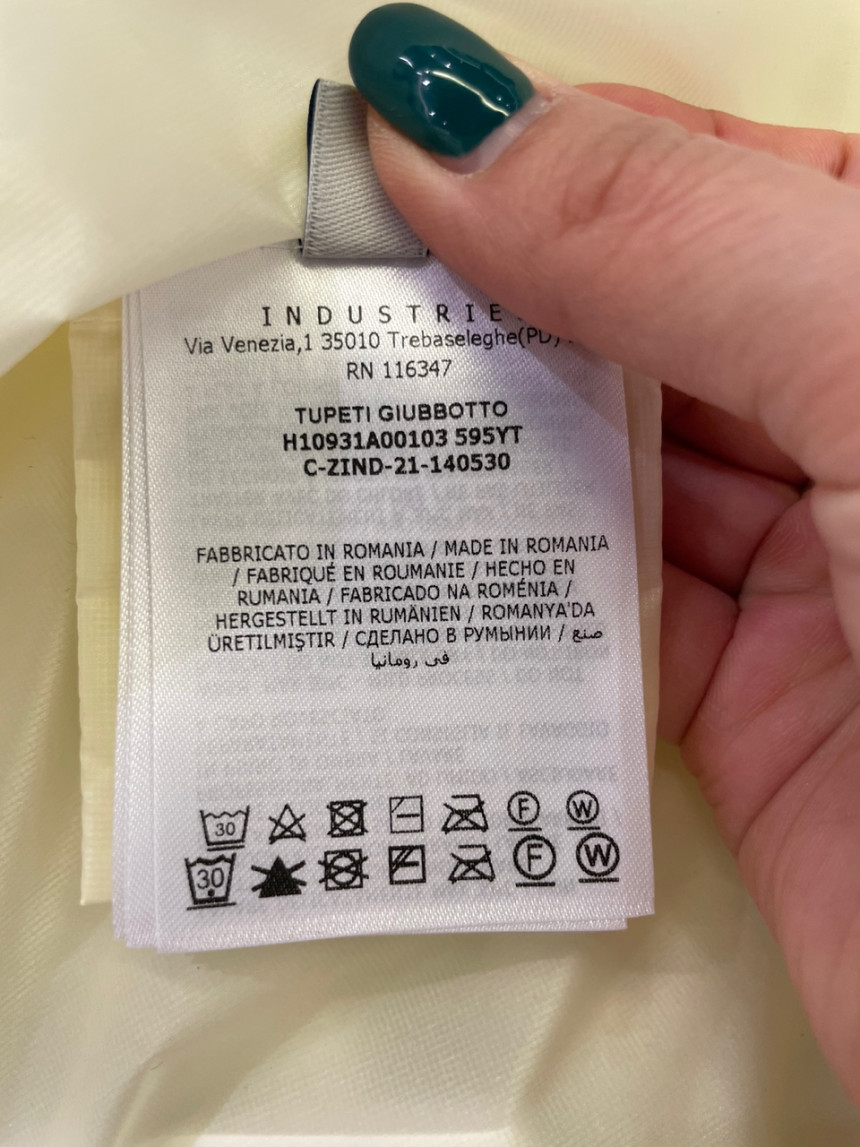 INDUSTRIE
Via Venezia,1 35010 Trebaseleghe(PD)
RN 116347
TUPETI GIUBBOTTO
H10931A00103 595YT
C-ZIND-21-140530
FABBRICATO IN ROMANIA / MADE IN ROMANIA
/ FABRIQUÉ EN ROUMANIE / HECHO EN
RUMANIA / FABRICADO NA ROMÉNIA /
HERGESTELLT IN RUMÄNIEN / ROMANYA'DA
ÜRETILMIŞTIR / СДЕЛАНО В РУМЫНИИ / صنع
في رومانيا
30 F W
30 F W